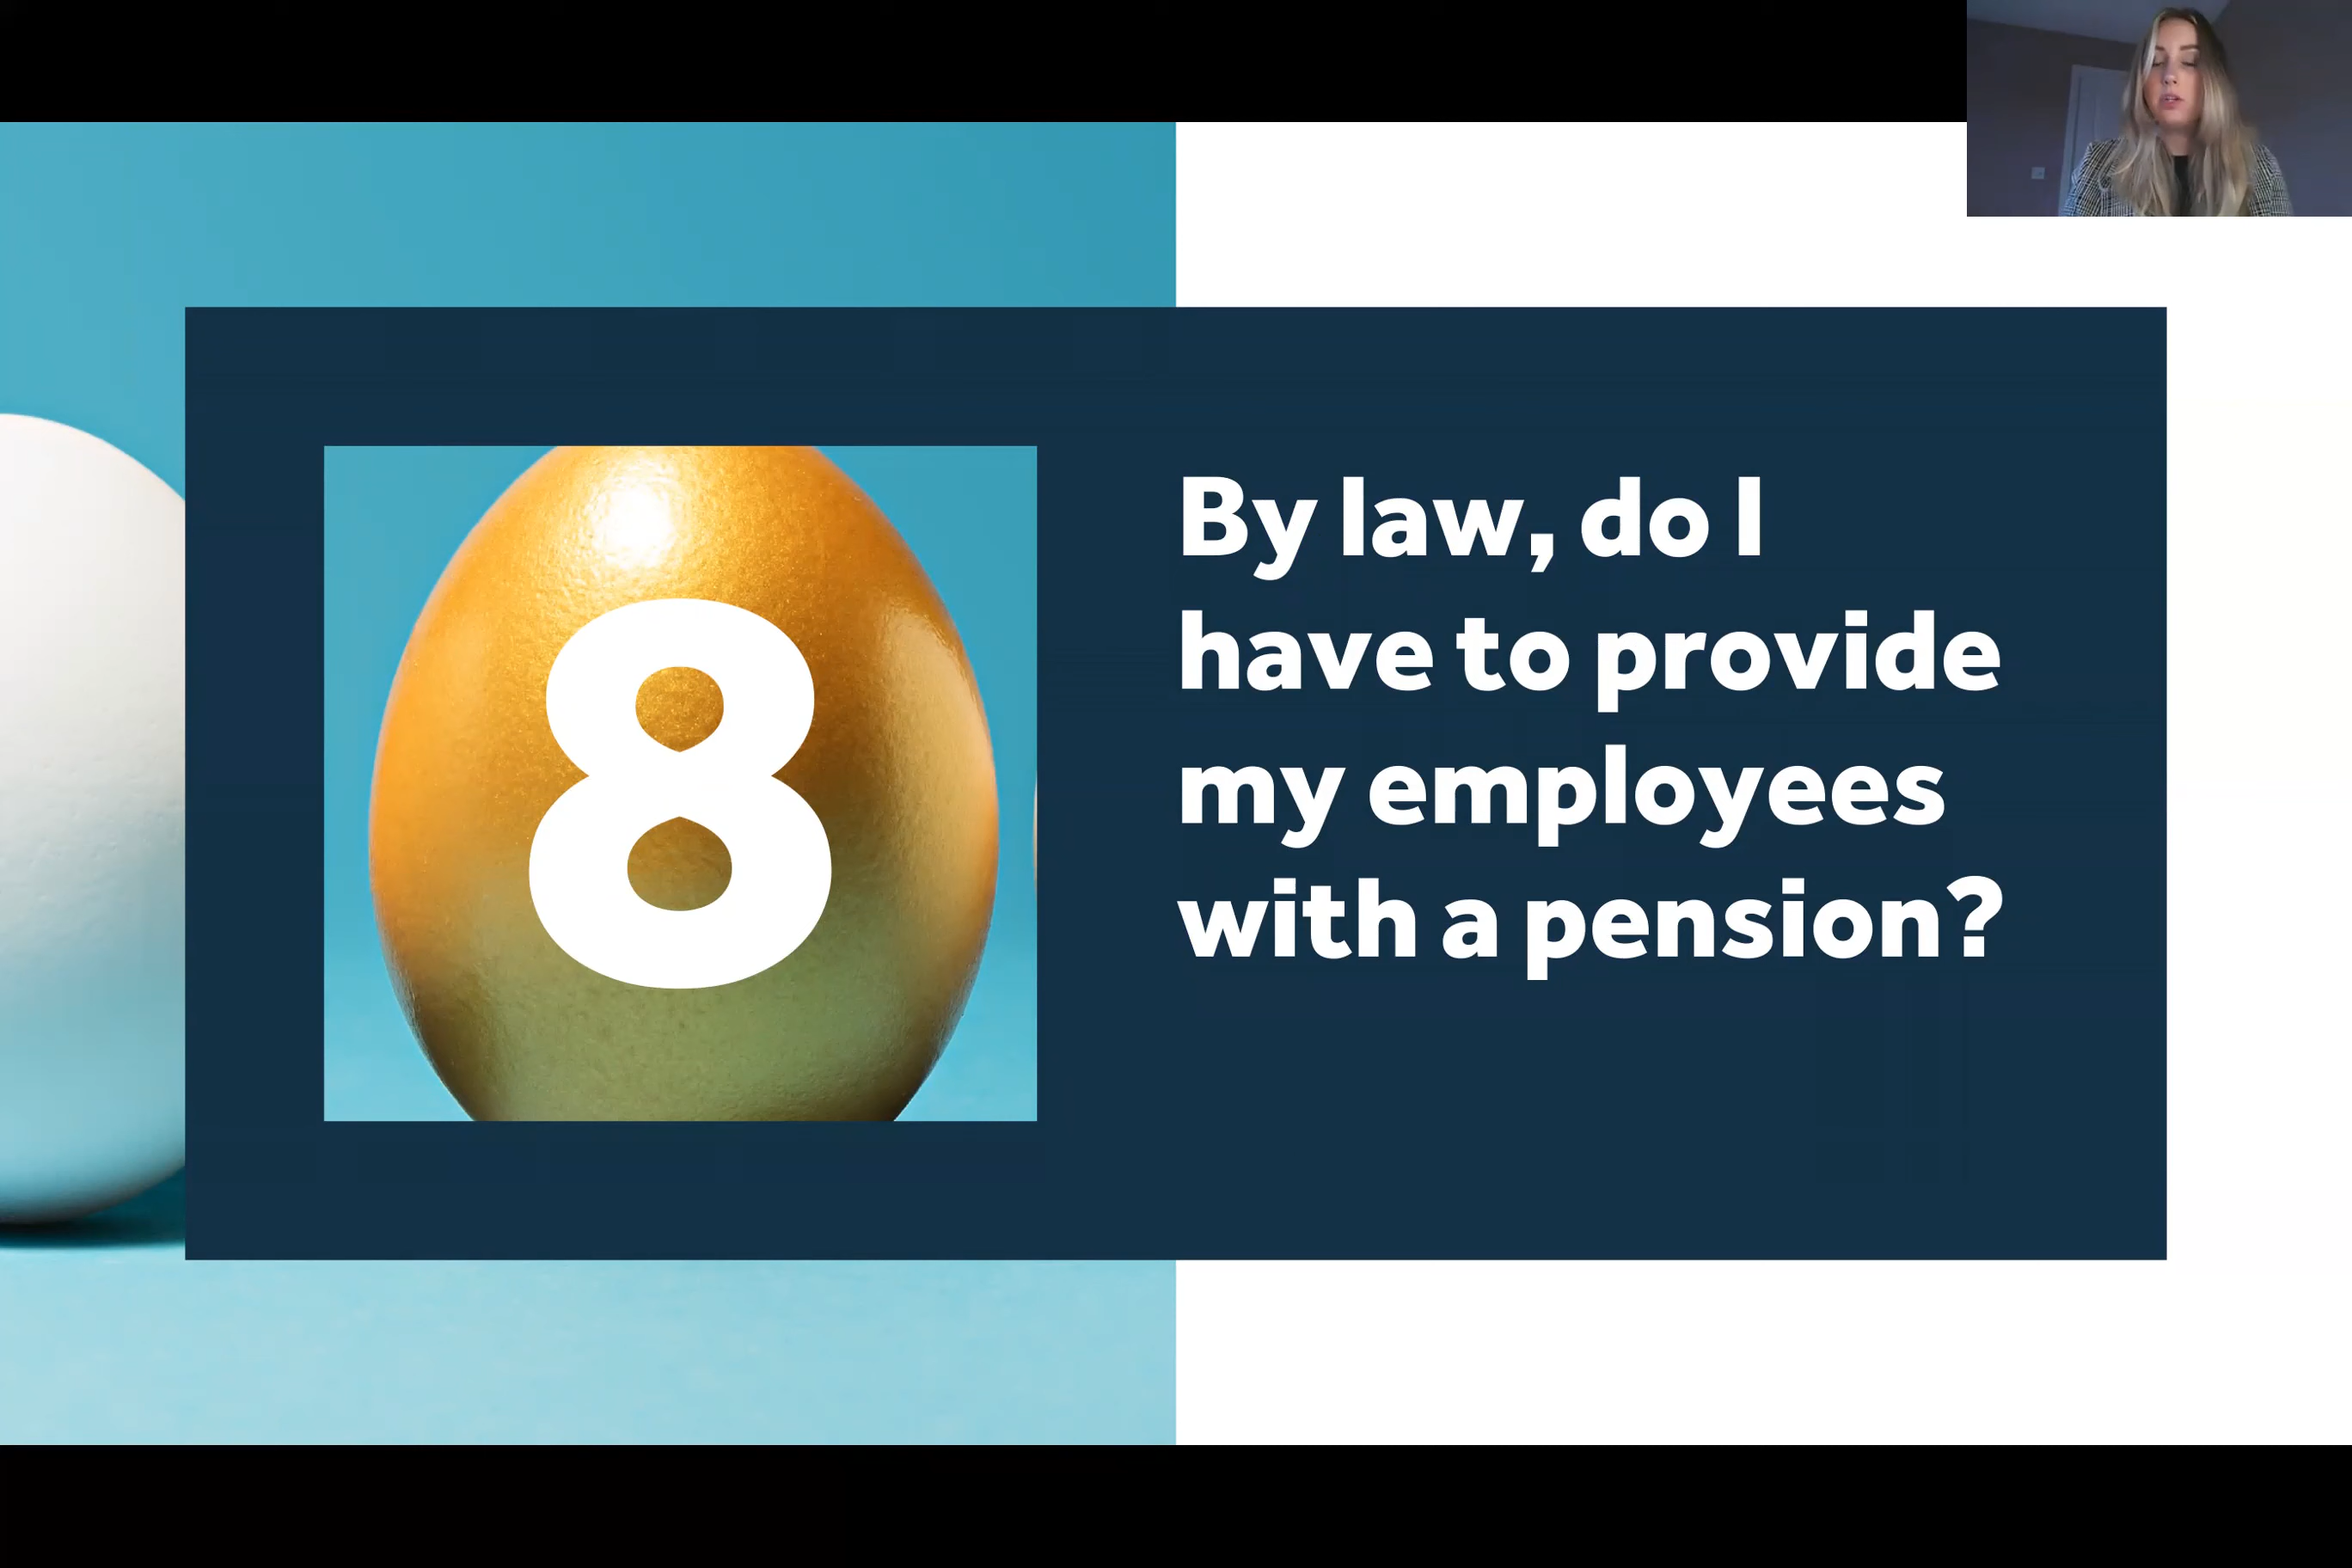 8
By law, do I
have to provide
my employees
with a pension?